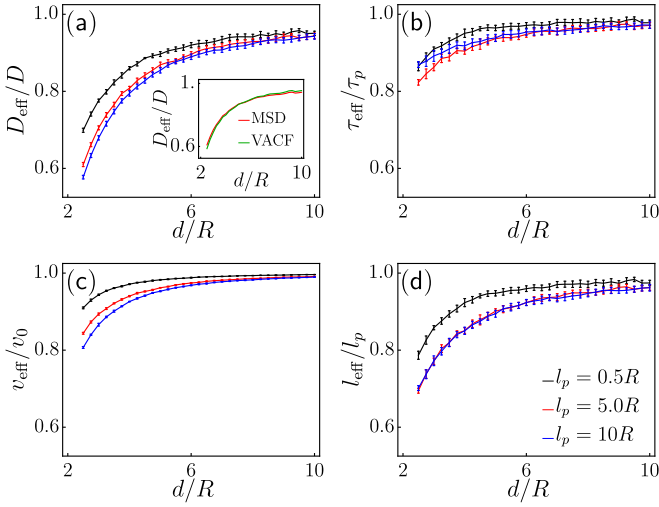 (a)
1.0
0.8
0.6
D_eff/D
2
6
10
d/R
1
0.6
D_eff/D
MSD
VACF
2
10
d/R
(b)
1.0
0.8
0.6
τ_eff/τ_p
2
6
10
d/R
(c)
1.0
0.8
0.6
v_eff/v_0
2
6
10
d/R
(d)
1.0
0.8
0.6
l_eff/l_p
l_p = 0.5R
l_p = 5.0R
l_p = 10R
2
6
10
d/R